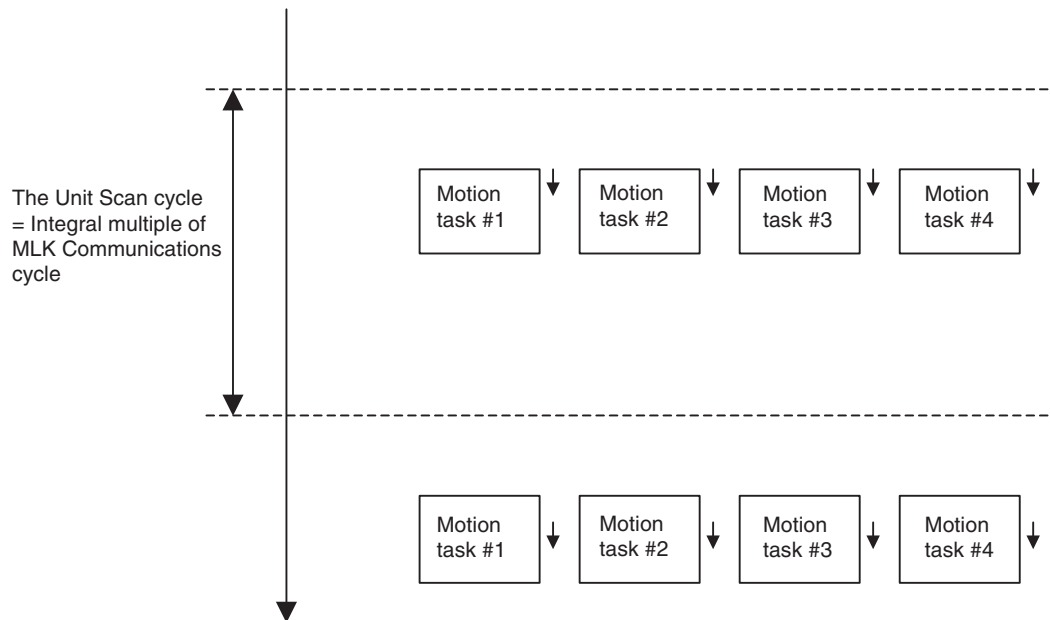 The Unit Scan cycle
= Integral multiple of
MLK Communications
cycle
Motion
task #1
Motion
task #2
Motion
task #3
Motion
task #4
Motion
task #1
Motion
task #2
Motion
task #3
Motion
task #4